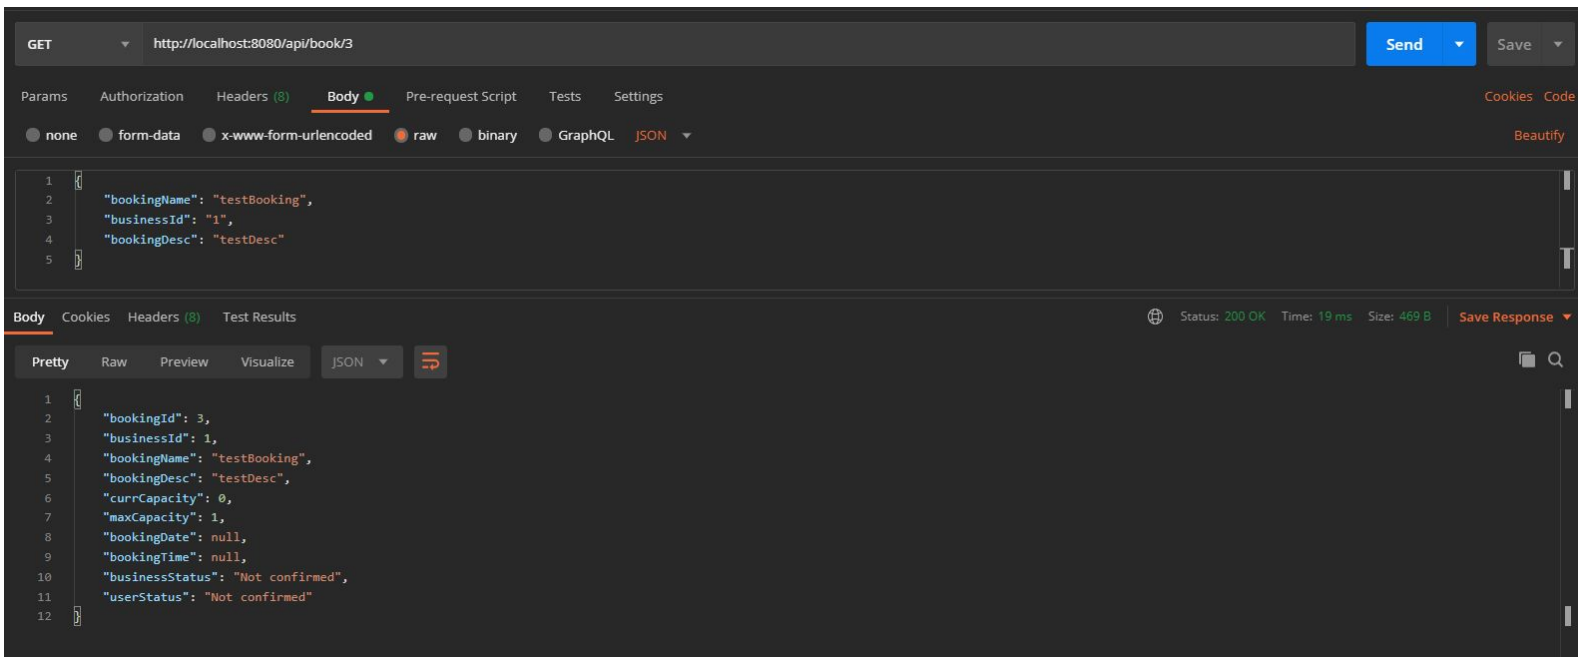 GET http://localhost:8080/api/book/3 Send Save
Params Authorization Headers (8) Body Pre-request Script Tests Settings Cookies Code
none form-data x-www-form-urlencoded raw binary GraphQL JSON Beautify
1 {
2 "bookingName": "testBooking",
3 "businessId": "1",
4 "bookingDesc": "testDesc"
5 }
Body Cookies Headers (8) Test Results Status: 200 OK Time: 19 ms Size: 469 B Save Response
Pretty Raw Preview Visualize JSON
1 {
2 "bookingId": 3,
3 "businessId": 1,
4 "bookingName": "testBooking",
5 "bookingDesc": "testDesc",
6 "currCapacity": 0,
7 "maxCapacity": 1,
8 "bookingDate": null,
9 "bookingTime": null,
10 "businessStatus": "Not confirmed",
11 "userStatus": "Not confirmed"
12 }